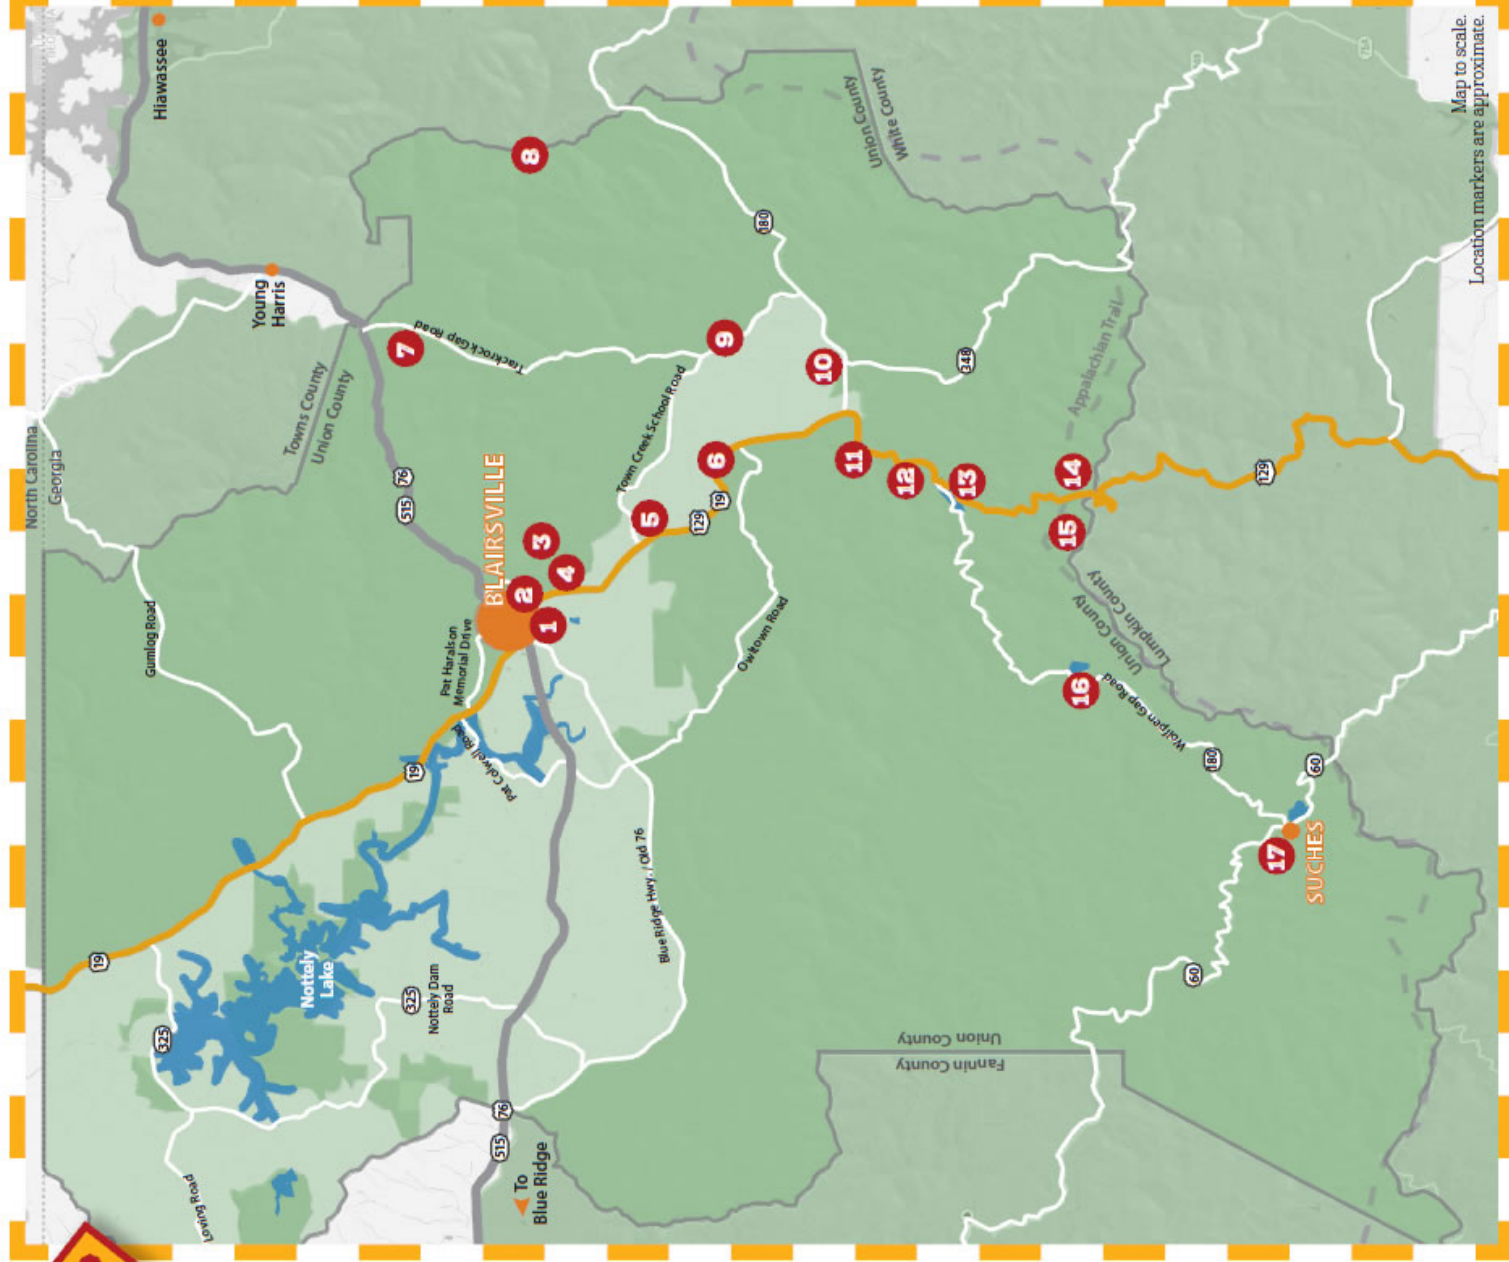 North Carolina
Georgia
19
Gumlog Road
Hiawassee
325
Loving Road
Young
Harris
Towns County
Union County
Nottely
Lake
76
515
19
325
Nottely Dam
Road
7
Trackrock Gap Road
Pat Haralson
Memorial Drive
Pat Colwell Road
BLAIRSVILLE
76
515
To
Blue Ridge
8
2
3
1
4
Town Creek School Road
5
Blue Ridge Hwy. / Old 76
9
6
129
19
Owltown Road
180
10
11
12
Union County
White County
13
348
Union County
Fannin County
Appalachian Trail
14
15
16
Union County
Lumpkin County
Wolfpen Gap Road
180
60
129
17
60
SUCHES
Map to scale.
Location markers are approximate.